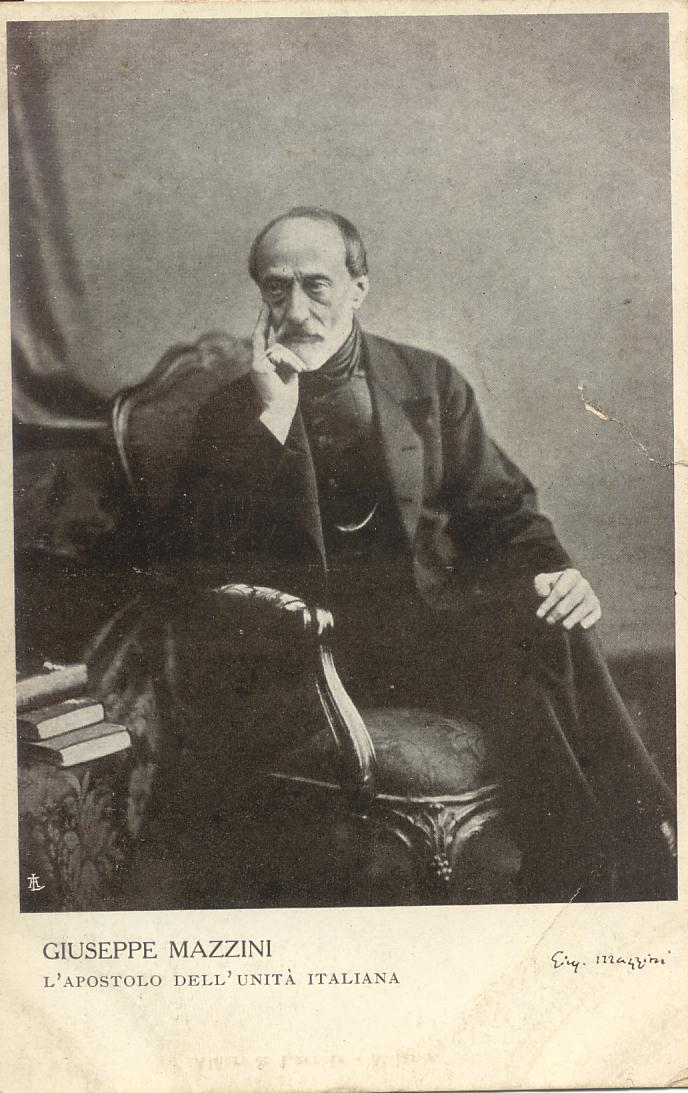 GIUSEPPE MAZZINI
L'APOSTOLO DELL'UNITÀ ITALIANA
Gius. Mazzini